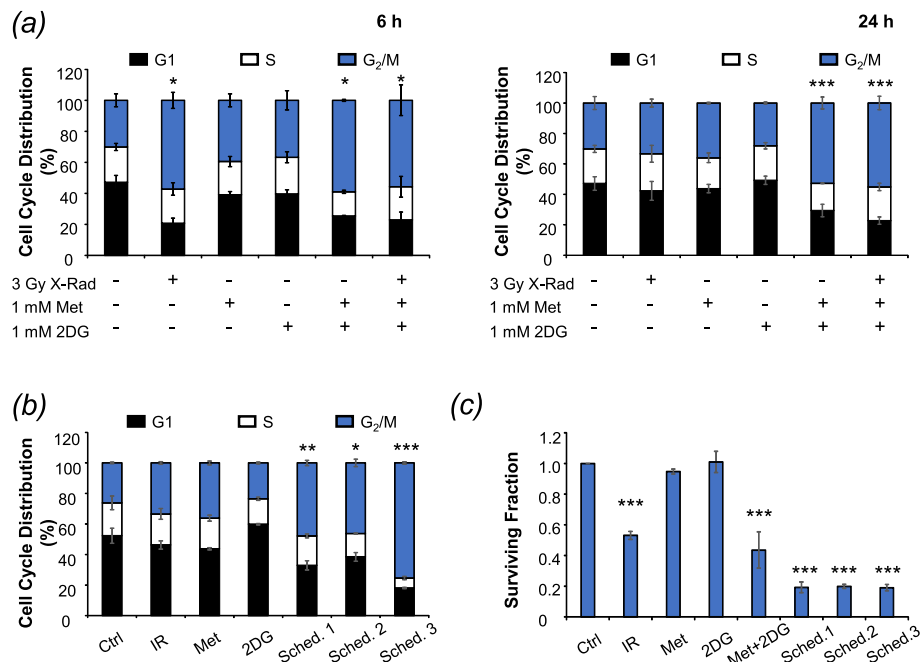 (a)
6 h
G1 S G₂/M
* * *
120
100
80
60
40
20
0
Cell Cycle Distribution (%)
3 Gy X-Rad - + - - - +
1 mM Met - - + - + +
1 mM 2DG - - - + + +
24 h
G1 S G₂/M
*** ***
120
100
80
60
40
20
0
Cell Cycle Distribution (%)
3 Gy X-Rad - + - - - +
1 mM Met - - + - + +
1 mM 2DG - - - + + +
(b)
G1 S G₂/M
** * ***
120
100
80
60
40
20
0
Cell Cycle Distribution (%)
Ctrl IR Met 2DG Sched. 1 Sched. 2 Sched. 3
(c)
1.2
1.0
0.8
0.6
0.4
0.2
0
Surviving Fraction
*** *** *** *** ***
Ctrl IR Met 2DG Met+2DG Sched.1 Sched.2 Sched.3